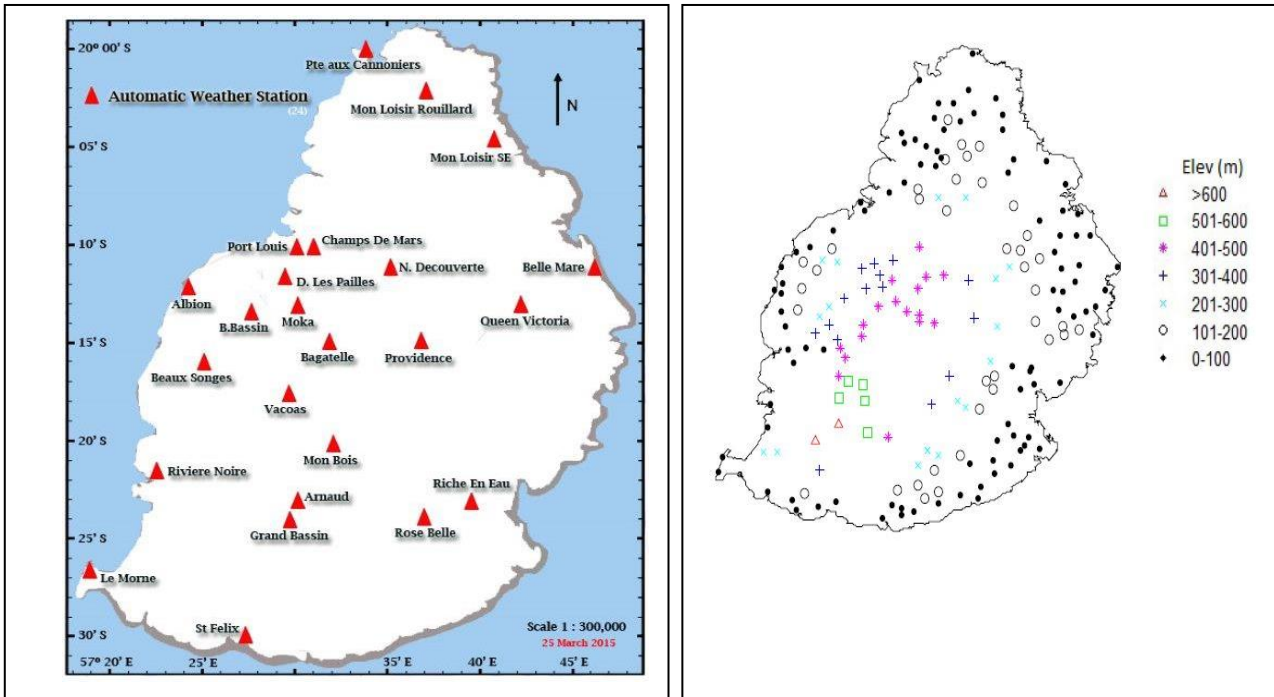 20º 00' S
Pte aux Cannoniers
Automatic Weather Station
(24)
N
Mon Loisir Rouillard
05' S
Mon Loisir SE
10' S
Port Louis
Champs De Mars
N. Decouverte
Belle Mare
D. Les Pailles
Albion
B.Bassin
Moka
Queen Victoria
15' S
Bagatelle
Providence
Beaux Songes
Vacoas
20' S
Mon Bois
Riviere Noire
Riche En Eau
Arnaud
Grand Bassin
Rose Belle
25' S
Le Morne
St Felix
Scale 1 : 300,000
25 March 2015
30' S
57º 20' E
25' E
30' E
35' E
40' E
45' E
Elev (m)
>600
501-600
401-500
301-400
201-300
101-200
0-100